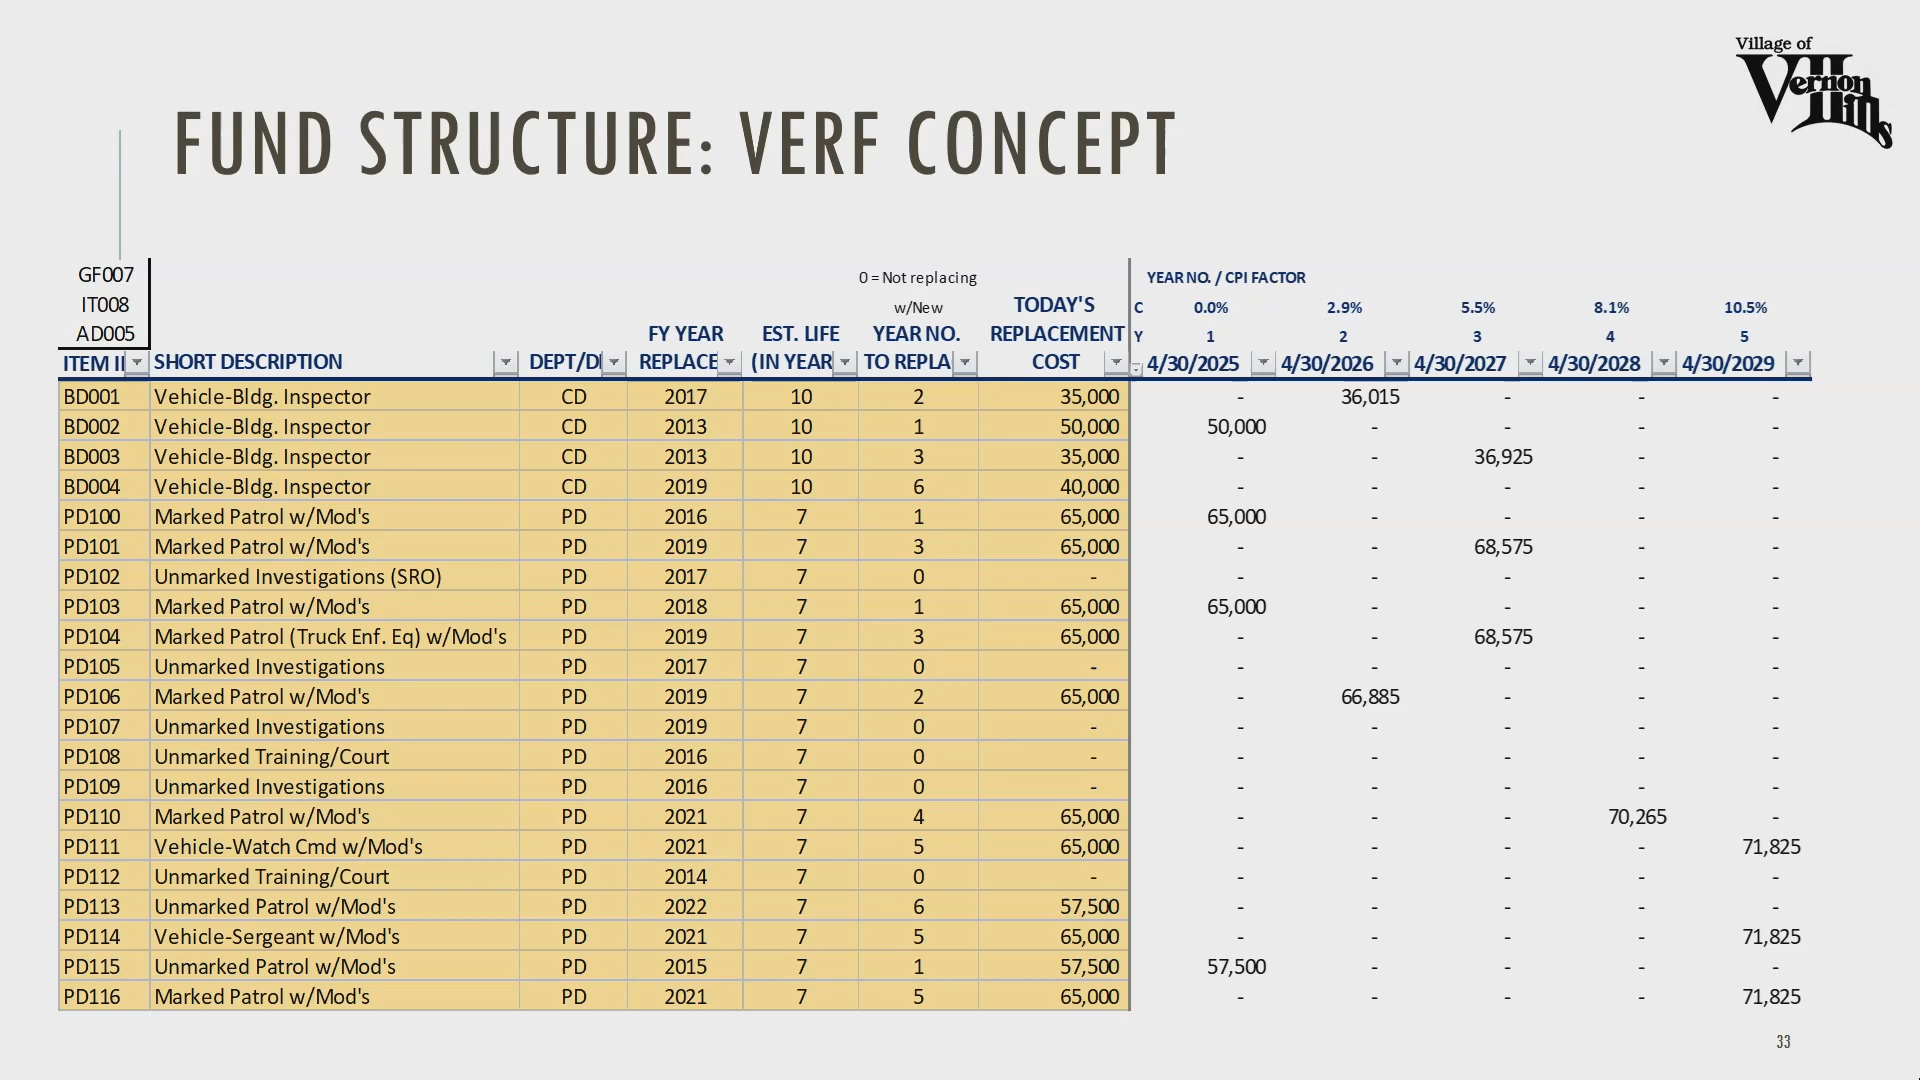 Village of
Vernon
Hills
FUND STRUCTURE: VERF CONCEPT
GF007 0 = Not replacing YEAR NO. / CPI FACTOR
IT008 w/New TODAY'S C 0.0% 2.9% 5.5% 8.1% 10.5%
AD005 FY YEAR EST. LIFE YEAR NO. REPLACEMENT Y 1 2 3 4 5
ITEM II SHORT DESCRIPTION DEPT/DI REPLACE (IN YEAR TO REPLA COST 4/30/2025 4/30/2026 4/30/2027 4/30/2028 4/30/2029
BD001 Vehicle-Bldg. Inspector CD 2017 10 2 35,000 - 36,015 - - -
BD002 Vehicle-Bldg. Inspector CD 2013 10 1 50,000 50,000 - - - -
BD003 Vehicle-Bldg. Inspector CD 2013 10 3 35,000 - - 36,925 - -
BD004 Vehicle-Bldg. Inspector CD 2019 10 6 40,000 - - - - -
PD100 Marked Patrol w/Mod's PD 2016 7 1 65,000 65,000 - - - -
PD101 Marked Patrol w/Mod's PD 2019 7 3 65,000 - - 68,575 - -
PD102 Unmarked Investigations (SRO) PD 2017 7 0 - - - - - -
PD103 Marked Patrol w/Mod's PD 2018 7 1 65,000 65,000 - - - -
PD104 Marked Patrol (Truck Enf. Eq) w/Mod's PD 2019 7 3 65,000 - - 68,575 - -
PD105 Unmarked Investigations PD 2017 7 0 - - - - - -
PD106 Marked Patrol w/Mod's PD 2019 7 2 65,000 - 66,885 - - -
PD107 Unmarked Investigations PD 2019 7 0 - - - - - -
PD108 Unmarked Training/Court PD 2016 7 0 - - - - - -
PD109 Unmarked Investigations PD 2016 7 0 - - - - - -
PD110 Marked Patrol w/Mod's PD 2021 7 4 65,000 - - - 70,265 -
PD111 Vehicle-Watch Cmd w/Mod's PD 2021 7 5 65,000 - - - - 71,825
PD112 Unmarked Training/Court PD 2014 7 0 - - - - - -
PD113 Unmarked Patrol w/Mod's PD 2022 7 6 57,500 - - - - -
PD114 Vehicle-Sergeant w/Mod's PD 2021 7 5 65,000 - - - - 71,825
PD115 Unmarked Patrol w/Mod's PD 2015 7 1 57,500 57,500 - - - -
PD116 Marked Patrol w/Mod's PD 2021 7 5 65,000 - - - - 71,825
33